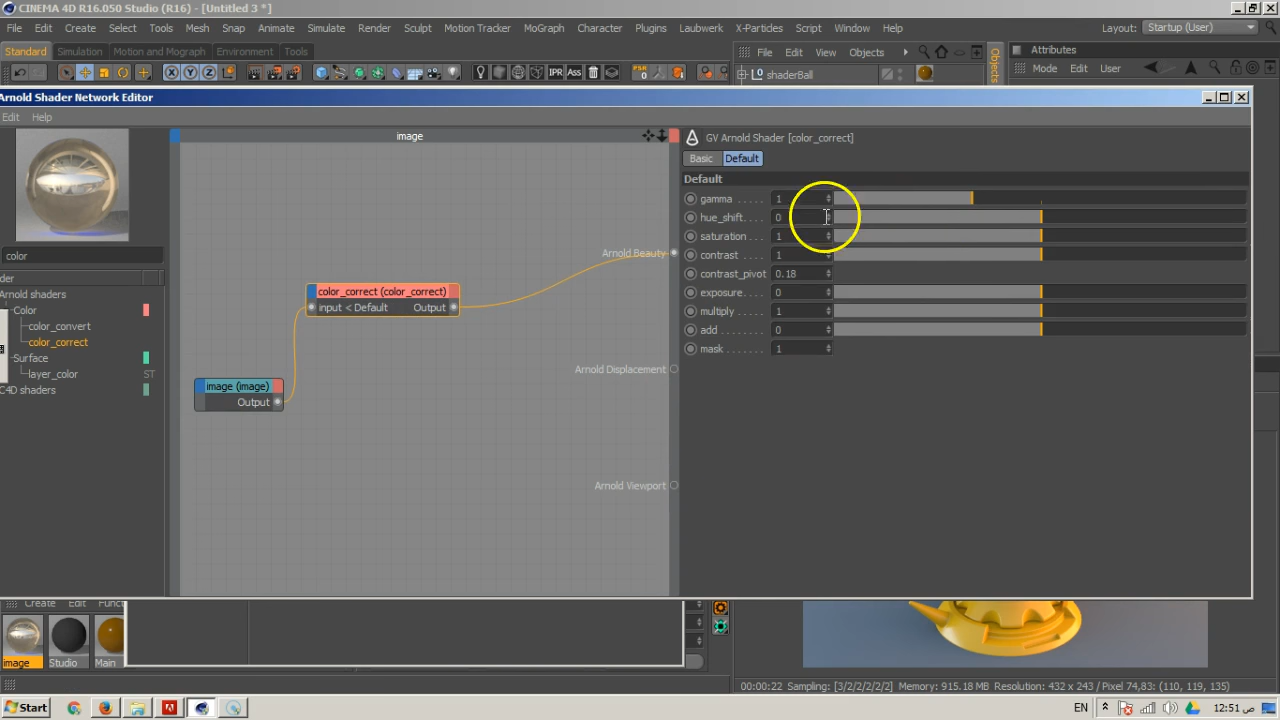 CINEMA 4D R16.050 Studio (R16) - [Untitled 3 *]
File Edit Create Select Tools Mesh Snap Animate Simulate Render Sculpt Motion Tracker MoGraph Character Plugins Laubwerk X-Particles Script Window Help Layout: Startup (User)
Standard Simulation Motion and Mograph Environment Tools
File Edit View Objects
Attributes
X Y Z IPR Ass PSR
Mode Edit User
shaderBall
Objects
Arnold Shader Network Editor
Edit Help
image
GV Arnold Shader [color_correct]
Basic Default
Default
gamma ..... 1
hue_shift.... 0
saturation ... 1
contrast .... 1
contrast_pivot 0.18
exposure.... 0
multiply..... 1
add ........ 0
mask ....... 1
color
der
Arnold shaders
Color
color_convert
color_correct
Surface
layer_color ST
C4D shaders
Arnold Beauty
color_correct (color_correct)
input < Default Output
image (image)
Output
Arnold Displacement
Arnold Viewport
Create Edit Funct
image Studio Main
00:00:22 Sampling: [3/2/2/2/2] Memory: 915.18 MB Resolution: 432 x 243 / Pixel 74,83: (110, 119, 135)
Start EN 12:51 ص